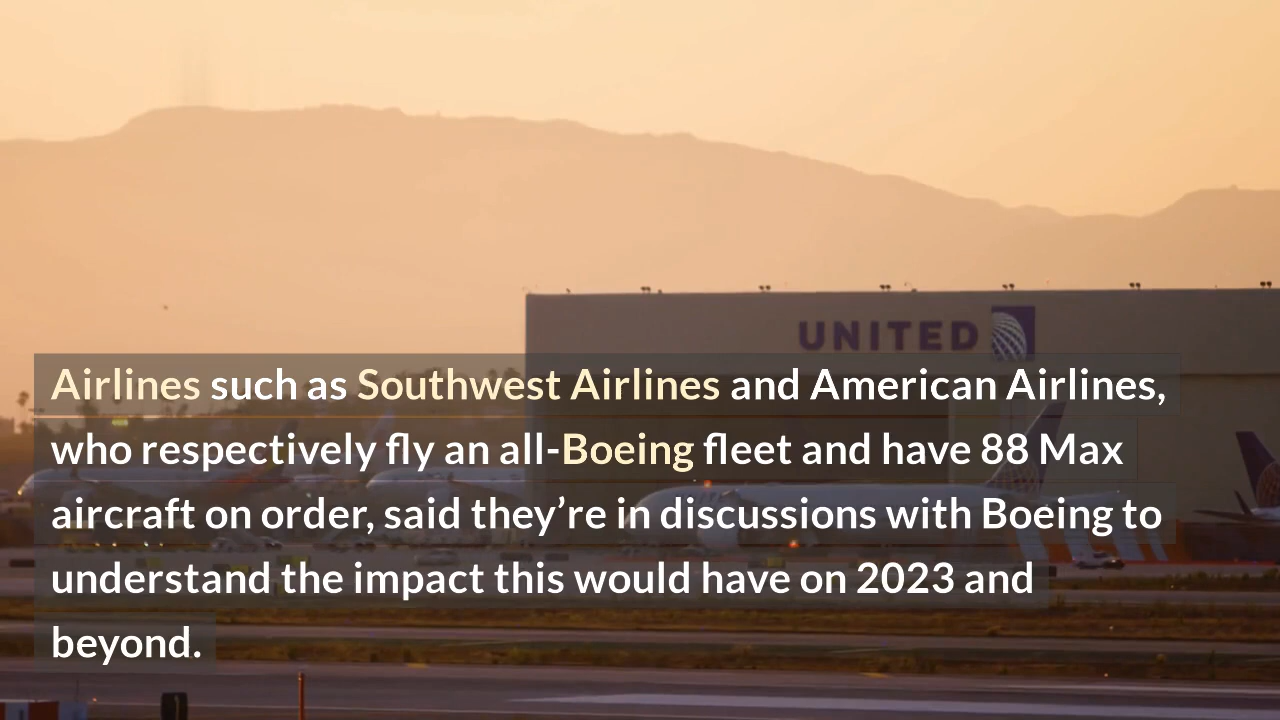 UNITED
Airlines such as Southwest Airlines and American Airlines,
who respectively fly an all-Boeing fleet and have 88 Max
aircraft on order, said they’re in discussions with Boeing to
understand the impact this would have on 2023 and
beyond.